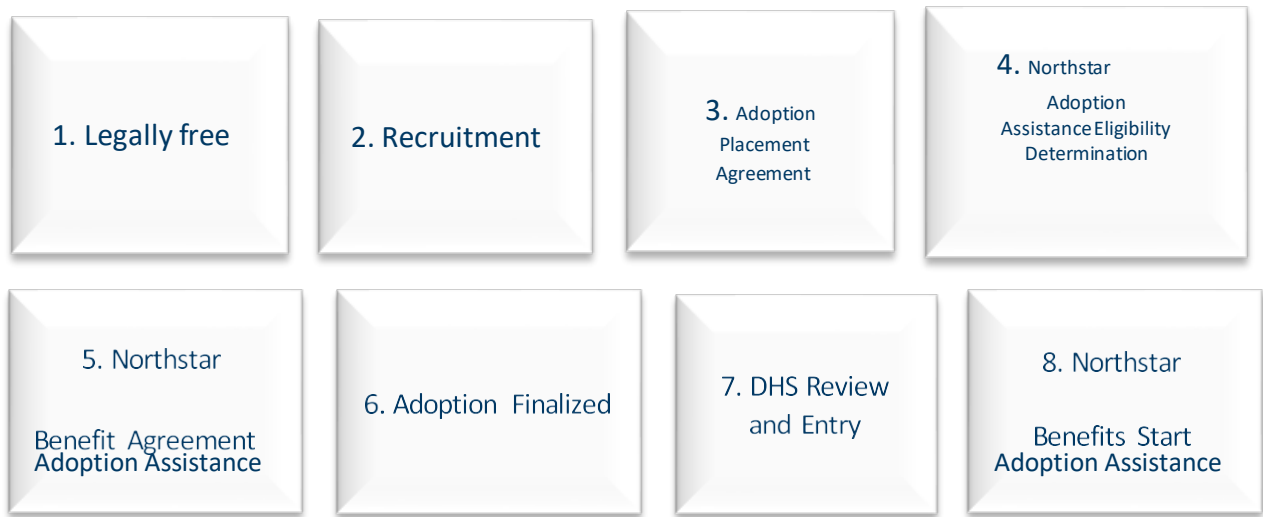 1. Legally free
2. Recruitment
3. Adoption
Placement
Agreement
4. Northstar
Adoption
Assistance Eligibility
Determination
5. Northstar
Benefit Agreement
Adoption Assistance
6. Adoption Finalized
7. DHS Review
and Entry
8. Northstar
Benefits Start
Adoption Assistance